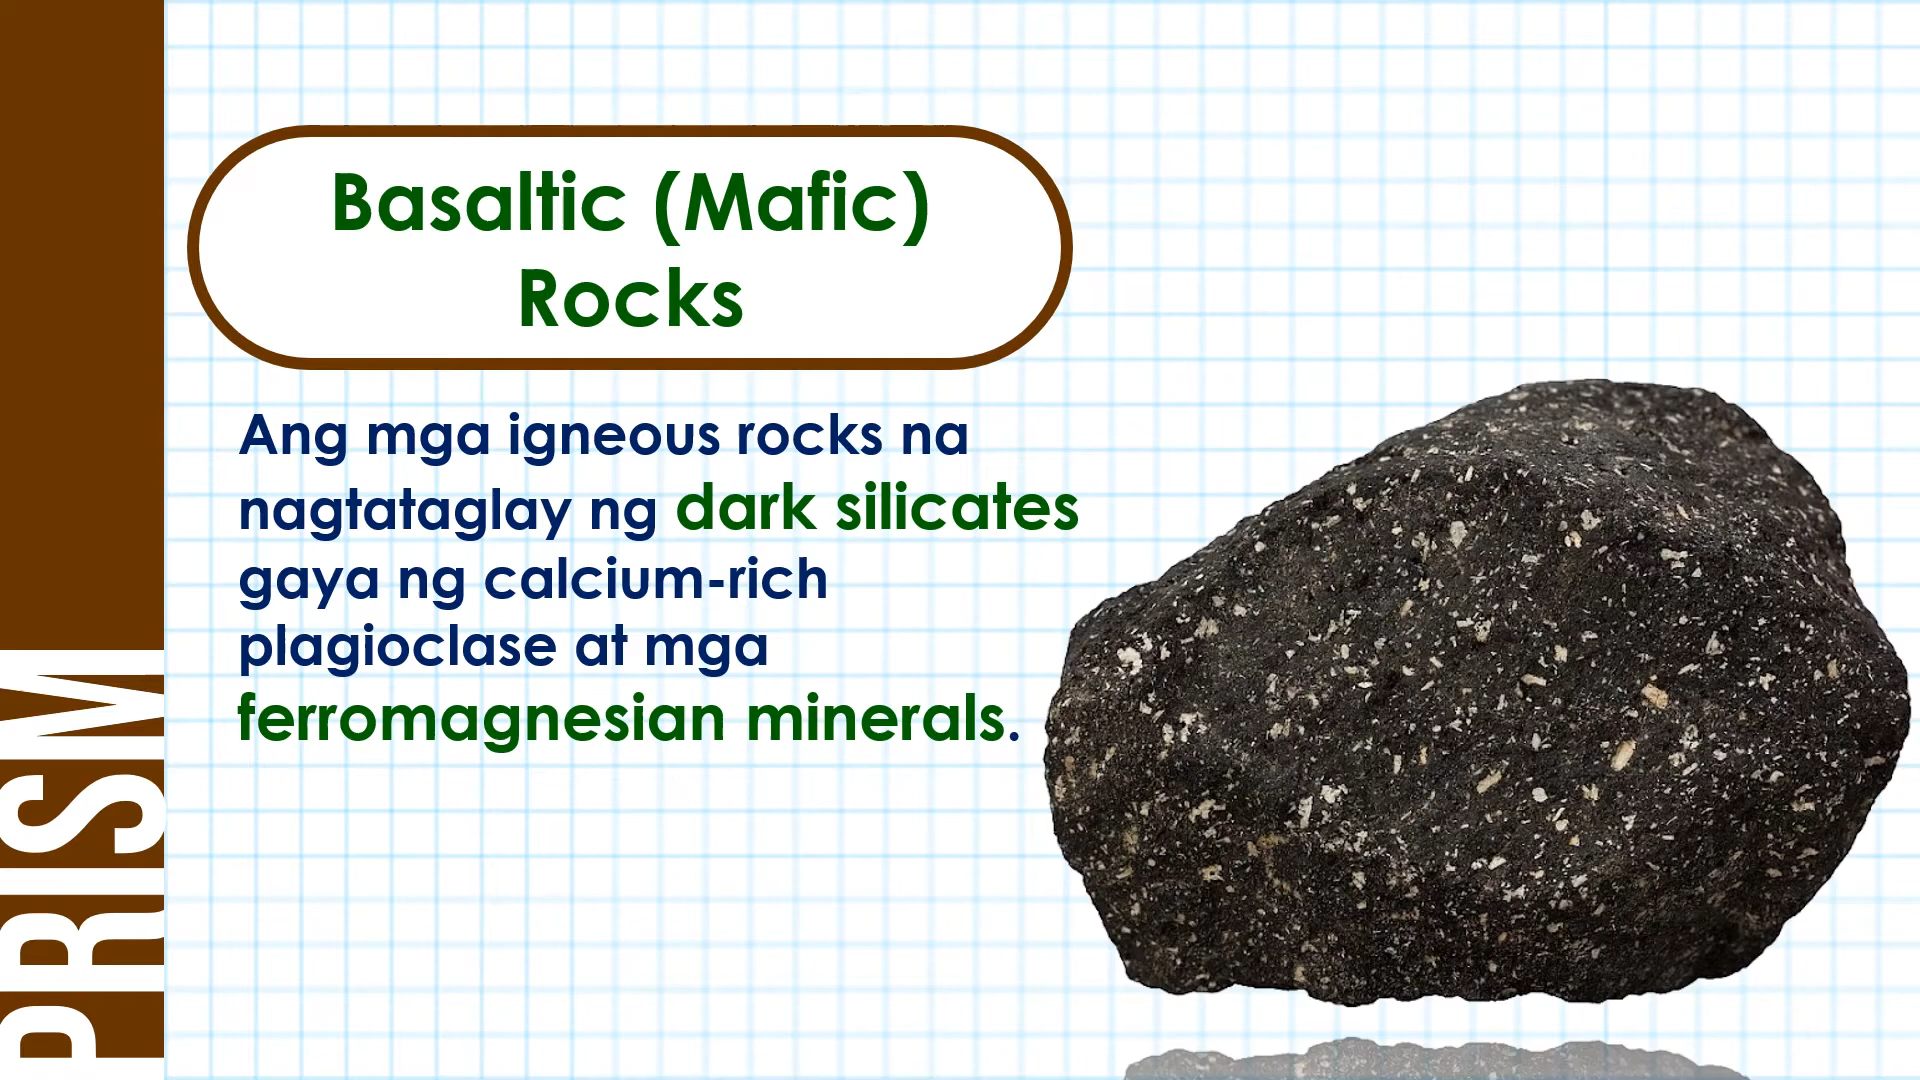 Basaltic (Mafic)
Rocks
Ang mga igneous rocks na
nagtataglay ng dark silicates
gaya ng calcium-rich
plagioclase at mga
ferromagnesian minerals.
PRISM